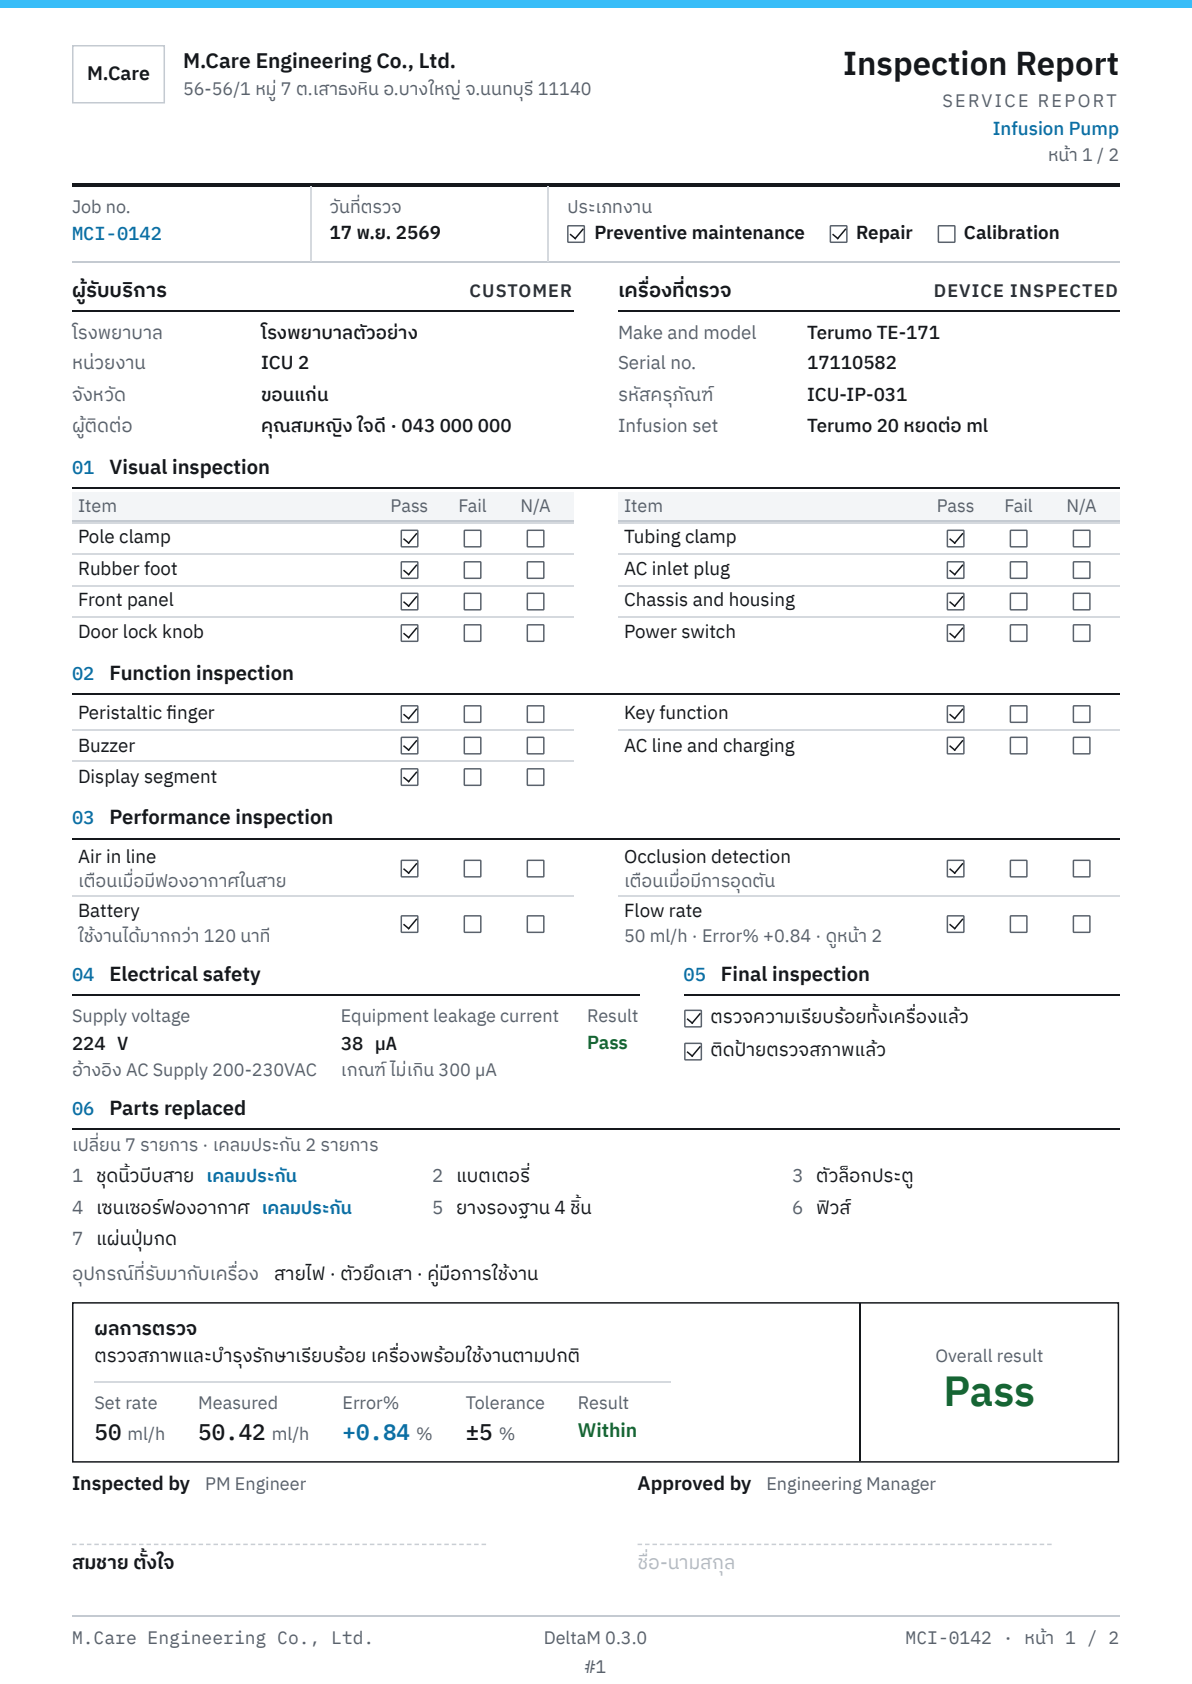 M.Care
M.Care Engineering Co., Ltd.
56-56/1 หมู่ 7 ต.เสาธงหิน อ.บางใหญ่ จ.นนทบุรี 11140
Inspection Report
SERVICE REPORT
Infusion Pump
หน้า 1 / 2
Job no.
MCI-0142
วันที่ตรวจ
17 พ.ย. 2569
ประเภทงาน
Preventive maintenance Repair Calibration
ผู้รับบริการ CUSTOMER
โรงพยาบาล โรงพยาบาลตัวอย่าง
หน่วยงาน ICU 2
จังหวัด ขอนแก่น
ผู้ติดต่อ คุณสมหญิง ใจดี · 043 000 000
เครื่องที่ตรวจ DEVICE INSPECTED
Make and model Terumo TE-171
Serial no. 17110582
รหัสครุภัณฑ์ ICU-IP-031
Infusion set Terumo 20 หยดต่อ ml
01 Visual inspection
Item Pass Fail N/A
Pole clamp
Rubber foot
Front panel
Door lock knob
Item Pass Fail N/A
Tubing clamp
AC inlet plug
Chassis and housing
Power switch
02 Function inspection
Peristaltic finger
Buzzer
Display segment
Key function
AC line and charging
03 Performance inspection
Air in line
เตือนเมื่อมีฟองอากาศในสาย
Battery
ใช้งานได้มากกว่า 120 นาที
Occlusion detection
เตือนเมื่อมีการอุดตัน
Flow rate
50 ml/h · Error% +0.84 · ดูหน้า 2
04 Electrical safety
Supply voltage
224 V
อ้างอิง AC Supply 200-230VAC
Equipment leakage current
38 µA
เกณฑ์ ไม่เกิน 300 µA
Result
Pass
05 Final inspection
ตรวจความเรียบร้อยทั้งเครื่องแล้ว
ติดป้ายตรวจสภาพแล้ว
06 Parts replaced
เปลี่ยน 7 รายการ · เคลมประกัน 2 รายการ
1 ชุดนิ้วบีบสาย เคลมประกัน 2 แบตเตอรี่ 3 ตัวล็อกประตู
4 เซนเซอร์ฟองอากาศ เคลมประกัน 5 ยางรองฐาน 4 ชิ้น 6 ฟิวส์
7 แผ่นปุ่มกด
อุปกรณ์ที่รับมากับเครื่อง สายไฟ · ตัวยึดเสา · คู่มือการใช้งาน
ผลการตรวจ
ตรวจสภาพและบำรุงรักษาเรียบร้อย เครื่องพร้อมใช้งานตามปกติ
Set rate Measured Error% Tolerance Result
50 ml/h 50.42 ml/h +0.84 % ±5 % Within
Overall result
Pass
Inspected by PM Engineer
สมชาย ตั้งใจ
Approved by Engineering Manager
ชื่อ-นามสกุล
M.Care Engineering Co., Ltd. DeltaM 0.3.0 MCI-0142 · หน้า 1 / 2
#1